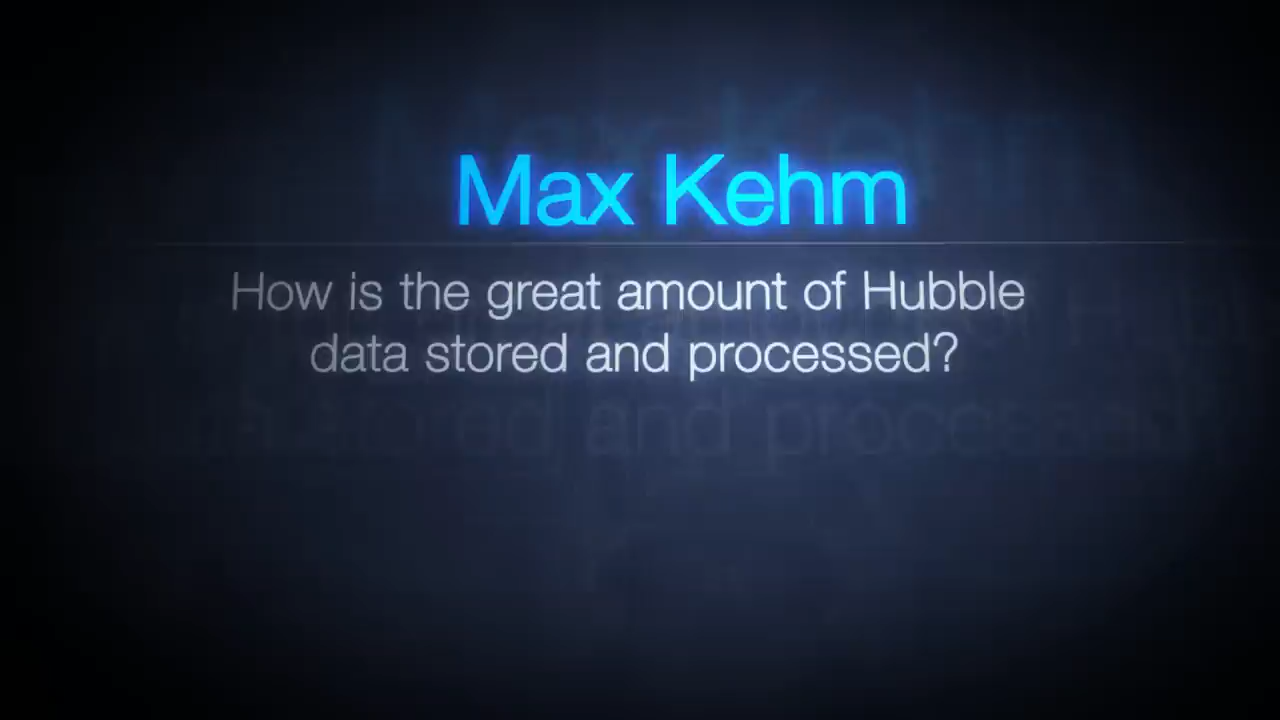 Max Kehm
How is the great amount of Hubble
data stored and processed?